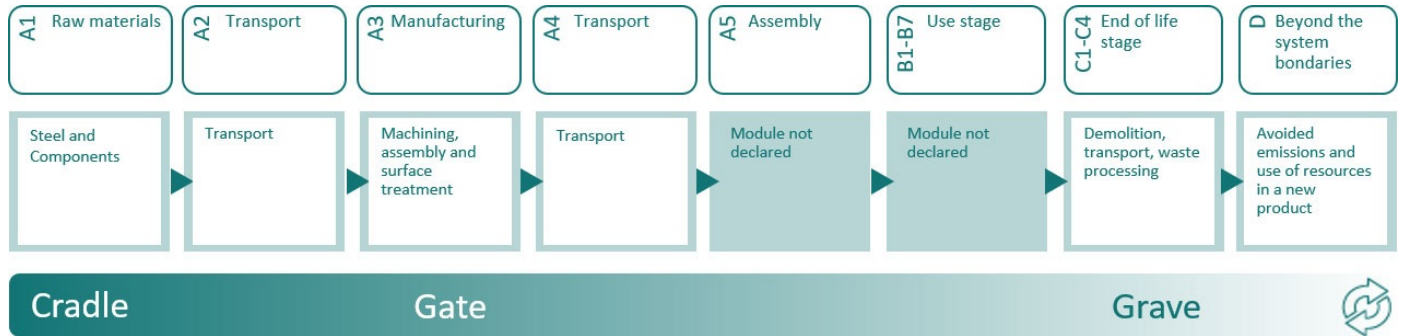 A1 Raw materials
A2 Transport
A3 Manufacturing
A4 Transport
A5 Assembly
B1-B7 Use stage
C1-C4 End of life
stage
D Beyond the
system
bondaries
Steel and
Components
Transport
Machining,
assembly and
surface
treatment
Transport
Module not
declared
Module not
declared
Demolition,
transport, waste
processing
Avoided
emissions and
use of resources
in a new
product
Cradle
Gate
Grave